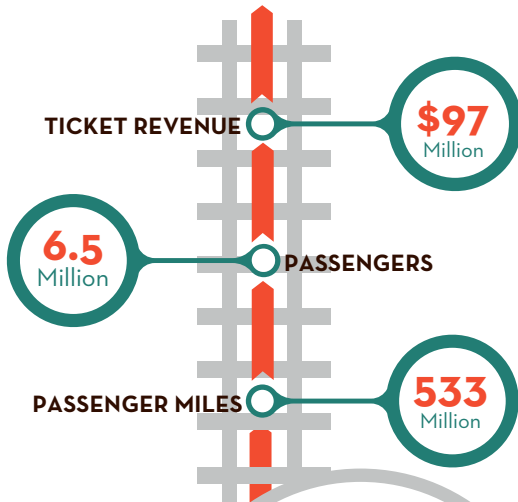 TICKET REVENUE
$97
Million
6.5
Million
PASSENGERS
PASSENGER MILES
533
Million